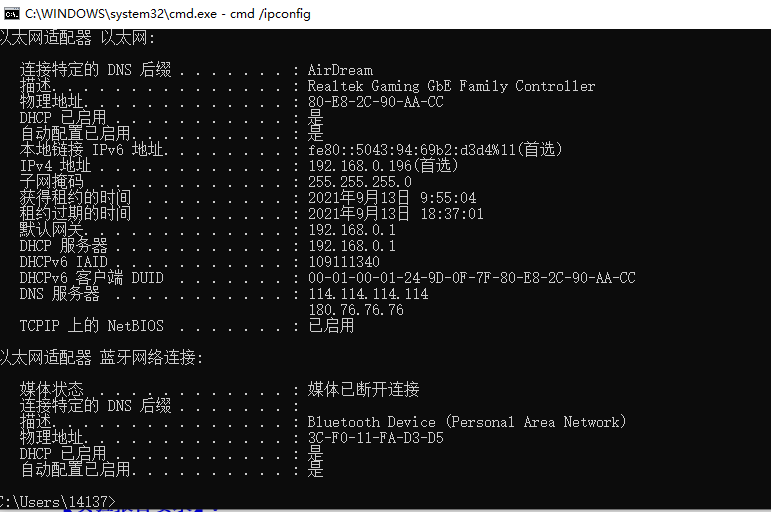 C:\WINDOWS\system32\cmd.exe - cmd /ipconfig
以太网适配器 以太网:
连接特定的 DNS 后缀 . . . . . . . : AirDream
描述. . . . . . . . . . . . . . . : Realtek Gaming GbE Family Controller
物理地址. . . . . . . . . . . . . : 80-E8-2C-90-AA-CC
DHCP 已启用 . . . . . . . . . . . : 是
自动配置已启用. . . . . . . . . . : 是
本地链接 IPv6 地址. . . . . . . . : fe80::5043:94:69b2:d3d4%11(首选)
IPv4 地址 . . . . . . . . . . . . : 192.168.0.196(首选)
子网掩码  . . . . . . . . . . . . : 255.255.255.0
获得租约的时间  . . . . . . . . . : 2021年9月13日 9:55:04
租约过期的时间  . . . . . . . . . : 2021年9月13日 18:37:01
默认网关. . . . . . . . . . . . . : 192.168.0.1
DHCP 服务器 . . . . . . . . . . . : 192.168.0.1
DHCPv6 IAID . . . . . . . . . . . : 109111340
DHCPv6 客户端 DUID  . . . . . . . : 00-01-00-01-24-9D-0F-7F-80-E8-2C-90-AA-CC
DNS 服务器  . . . . . . . . . . . : 114.114.114.114
180.76.76.76
TCPIP 上的 NetBIOS  . . . . . . . : 已启用
以太网适配器 蓝牙网络连接:
媒体状态  . . . . . . . . . . . . : 媒体已断开连接
连接特定的 DNS 后缀 . . . . . . . :
描述. . . . . . . . . . . . . . . : Bluetooth Device (Personal Area Network)
物理地址. . . . . . . . . . . . . : 3C-F0-11-FA-D3-D5
DHCP 已启用 . . . . . . . . . . . : 是
自动配置已启用. . . . . . . . . . : 是
C:\Users\14137>